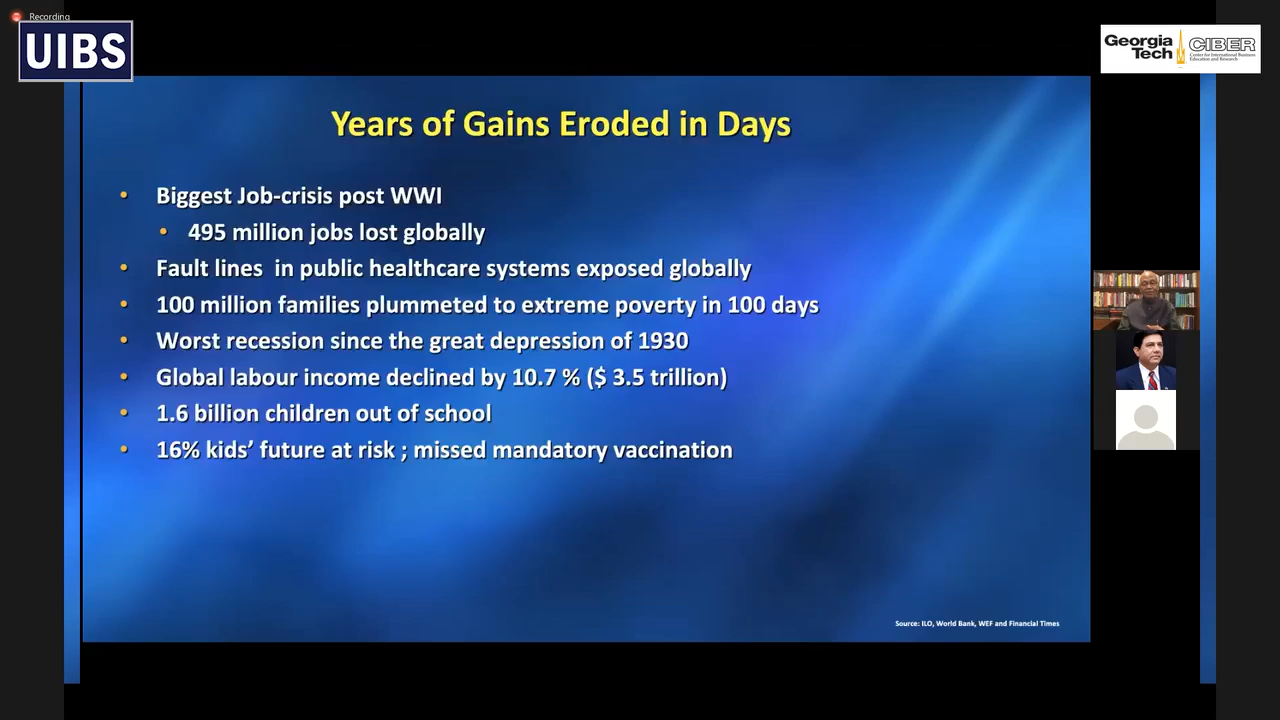 Recording
UIBS
Georgia
Tech
CIBER
Center for International Business
Education and Research
Years of Gains Eroded in Days
• Biggest Job-crisis post WWI
• 495 million jobs lost globally
• Fault lines in public healthcare systems exposed globally
• 100 million families plummeted to extreme poverty in 100 days
• Worst recession since the great depression of 1930
• Global labour income declined by 10.7 % ($ 3.5 trillion)
• 1.6 billion children out of school
• 16% kids’ future at risk ; missed mandatory vaccination
Source: ILO, World Bank, WEF and Financial Times